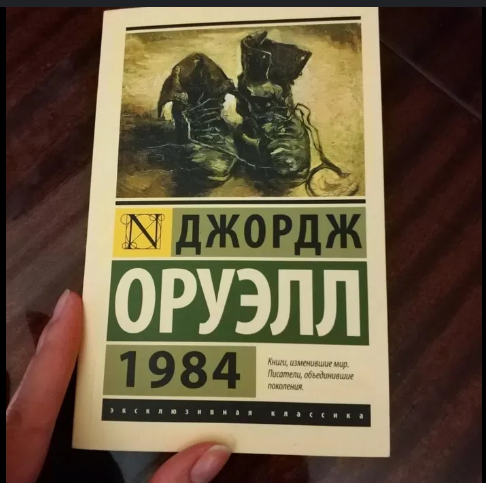 N ДЖОРДЖ
ОРУЭЛЛ
1984
Книги, изменившие мир.
Писатели, объединившие
поколения.
эксклюзивная классика